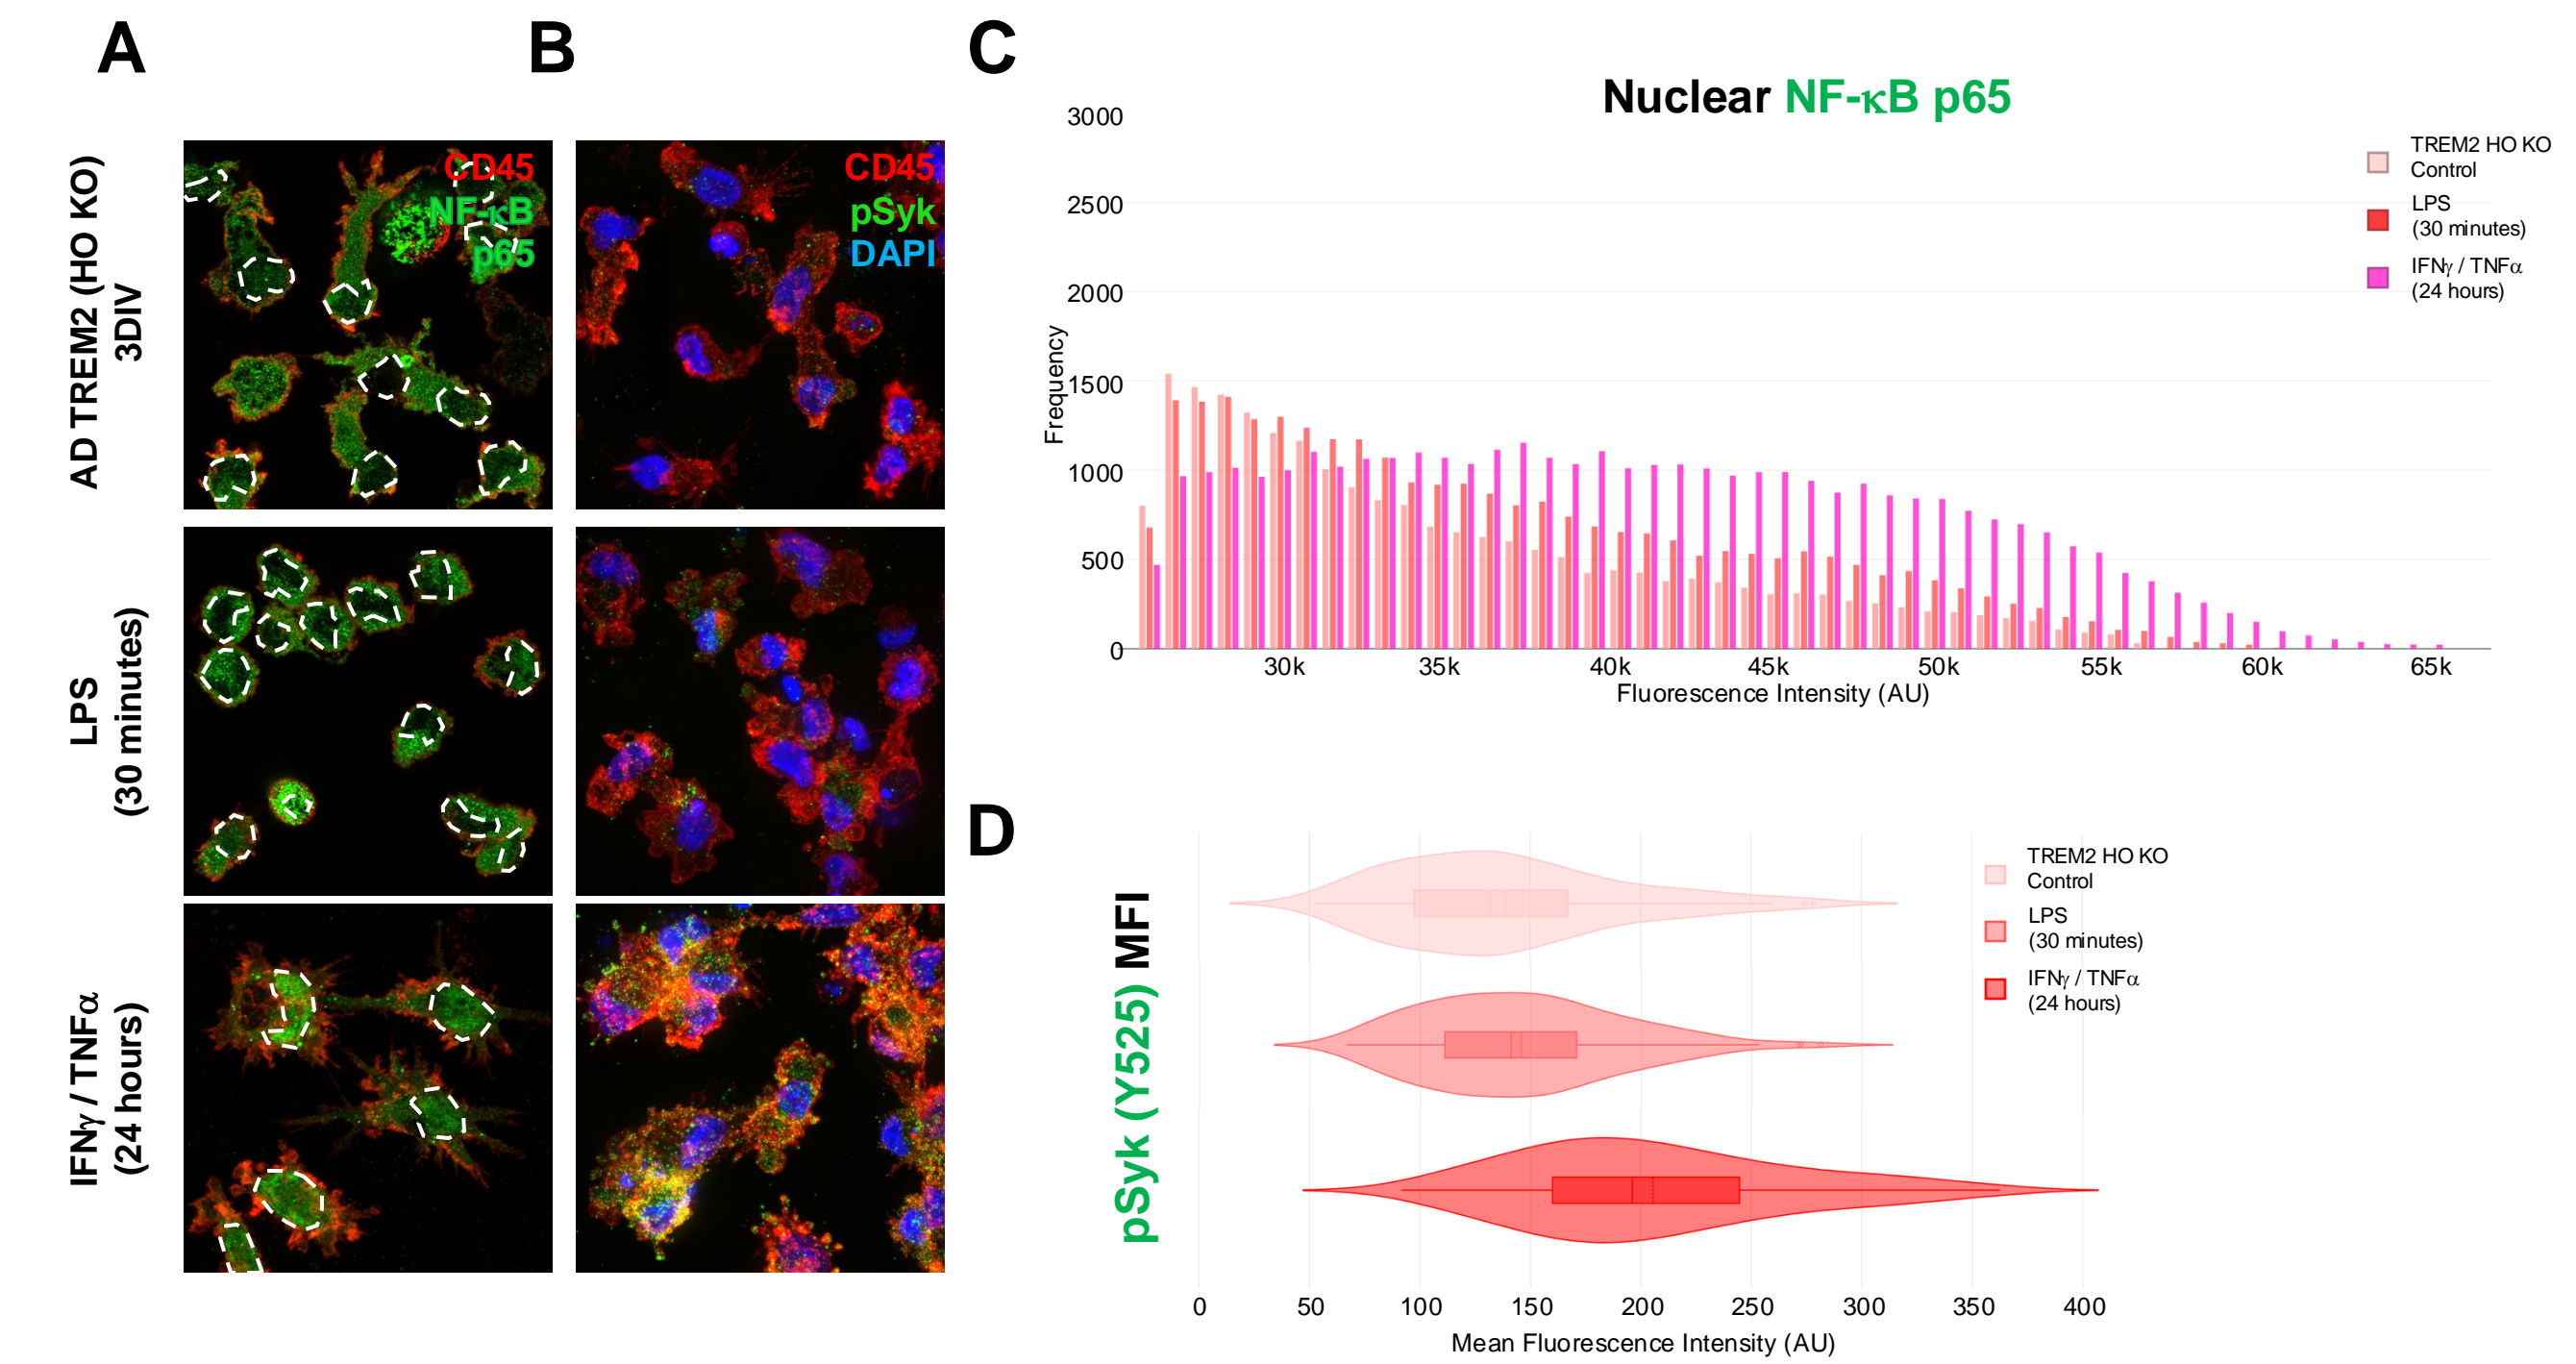 A
B
C
D
AD TREM2 (HO KO)
3DIV
LPS
(30 minutes)
IFNγ / TNFα
(24 hours)
CD45
NF-κB
p65
CD45
pSyk
DAPI
Nuclear NF-κB p65
3000
2500
2000
1500
1000
500
0
Frequency
30k
35k
40k
45k
50k
55k
60k
65k
Fluorescence Intensity (AU)
TREM2 HO KO
Control
LPS
(30 minutes)
IFNγ / TNFα
(24 hours)
pSyk (Y525) MFI
TREM2 HO KO
Control
LPS
(30 minutes)
IFNγ / TNFα
(24 hours)
0
50
100
150
200
250
300
350
400
Mean Fluorescence Intensity (AU)